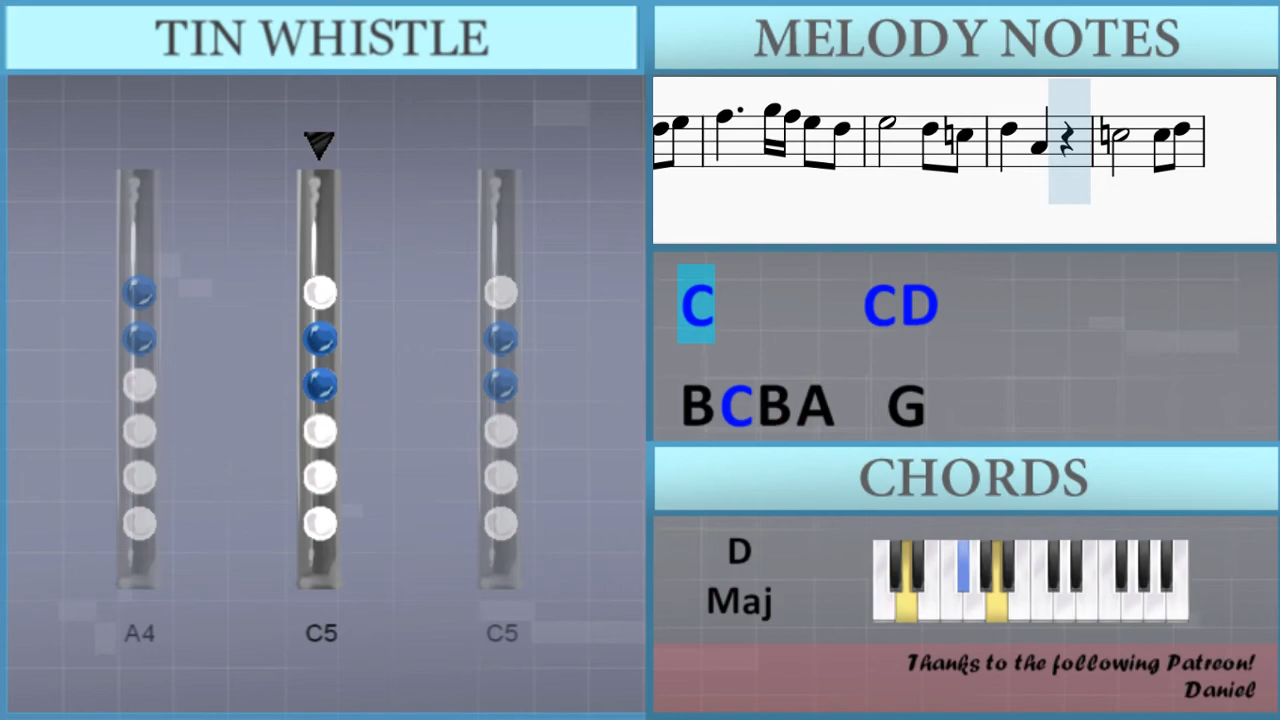 TIN WHISTLE
A4 C5 C5
MELODY NOTES
C CD
BCBA G
CHORDS
D
Maj
Thanks to the following Patreon!
Daniel